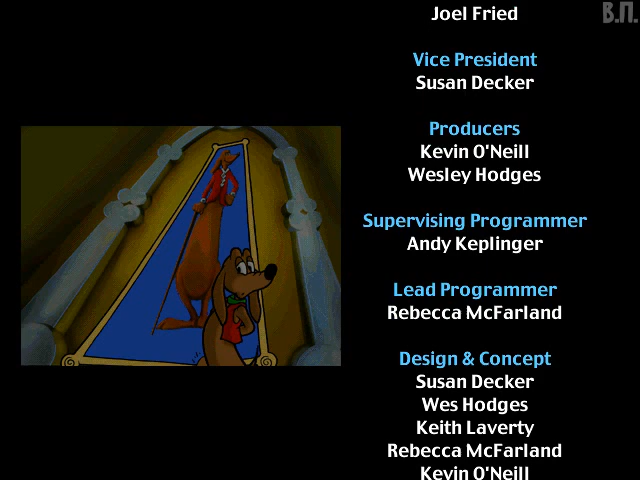 Joel Fried
В.П.
Vice President
Susan Decker
Producers
Kevin O'Neill
Wesley Hodges
Supervising Programmer
Andy Keplinger
Lead Programmer
Rebecca McFarland
Design & Concept
Susan Decker
Wes Hodges
Keith Laverty
Rebecca McFarland
Kevin O'Neill